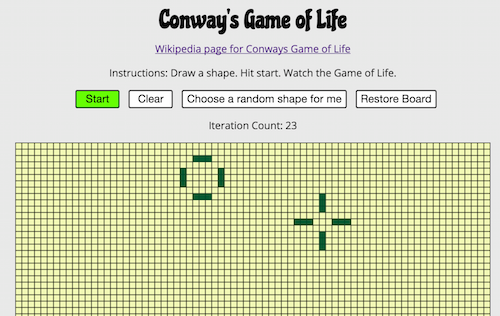 Conway's Game of Life
Wikipedia page for Conways Game of Life
Instructions: Draw a shape. Hit start. Watch the Game of Life.
Start Clear Choose a random shape for me Restore Board
Iteration Count: 23